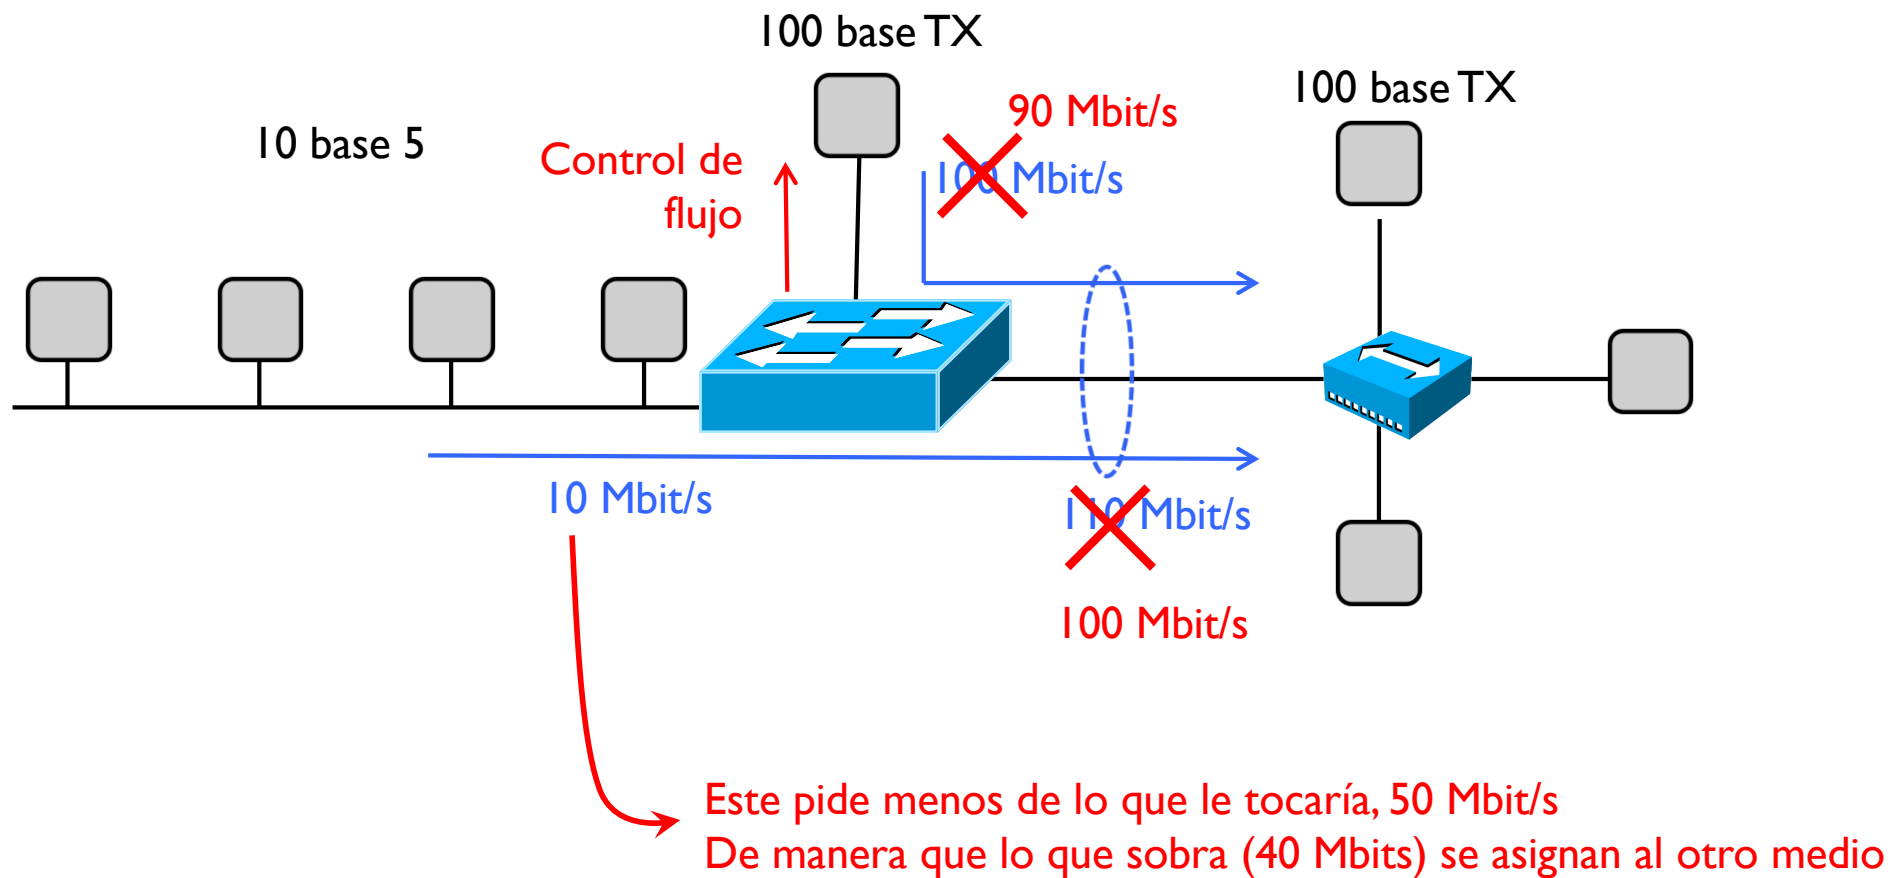 100 base TX
100 base TX
90 Mbit/s
10 base 5
Control de
flujo
100 Mbit/s
10 Mbit/s
110 Mbit/s
100 Mbit/s
Este pide menos de lo que le tocaría, 50 Mbit/s
De manera que lo que sobra (40 Mbits) se asignan al otro medio